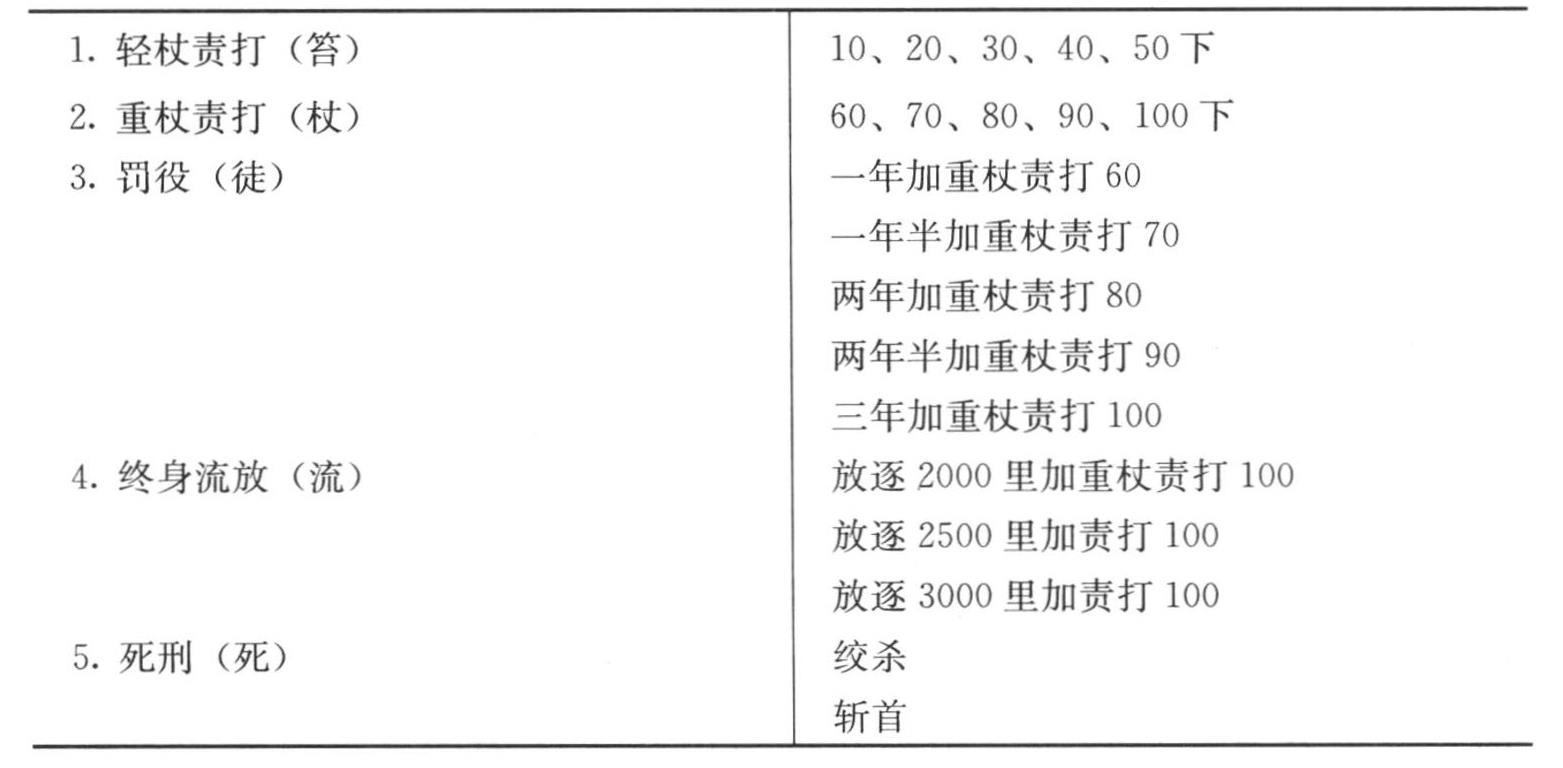 1. 轻杖责打（笞） 10、20、30、40、50 下
2. 重杖责打（杖） 60、70、80、90、100 下
3. 罚役（徒） 一年加重杖责打 60
一年半加重杖责打 70
两年加重杖责打 80
两年半加重杖责打 90
三年加重杖责打 100
4. 终身流放（流） 放逐 2000 里加重杖责打 100
放逐 2500 里加责打 100
放逐 3000 里加责打 100
5. 死刑（死） 绞杀
斩首